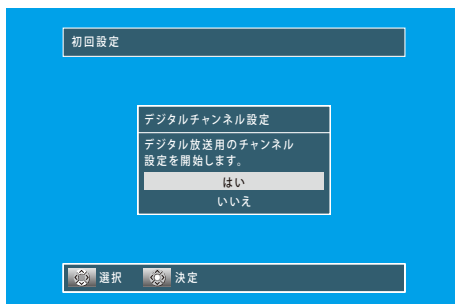 初回設定
デジタルチャンネル設定
デジタル放送用のチャンネル
設定を開始します。
はい
いいえ
選択 決定